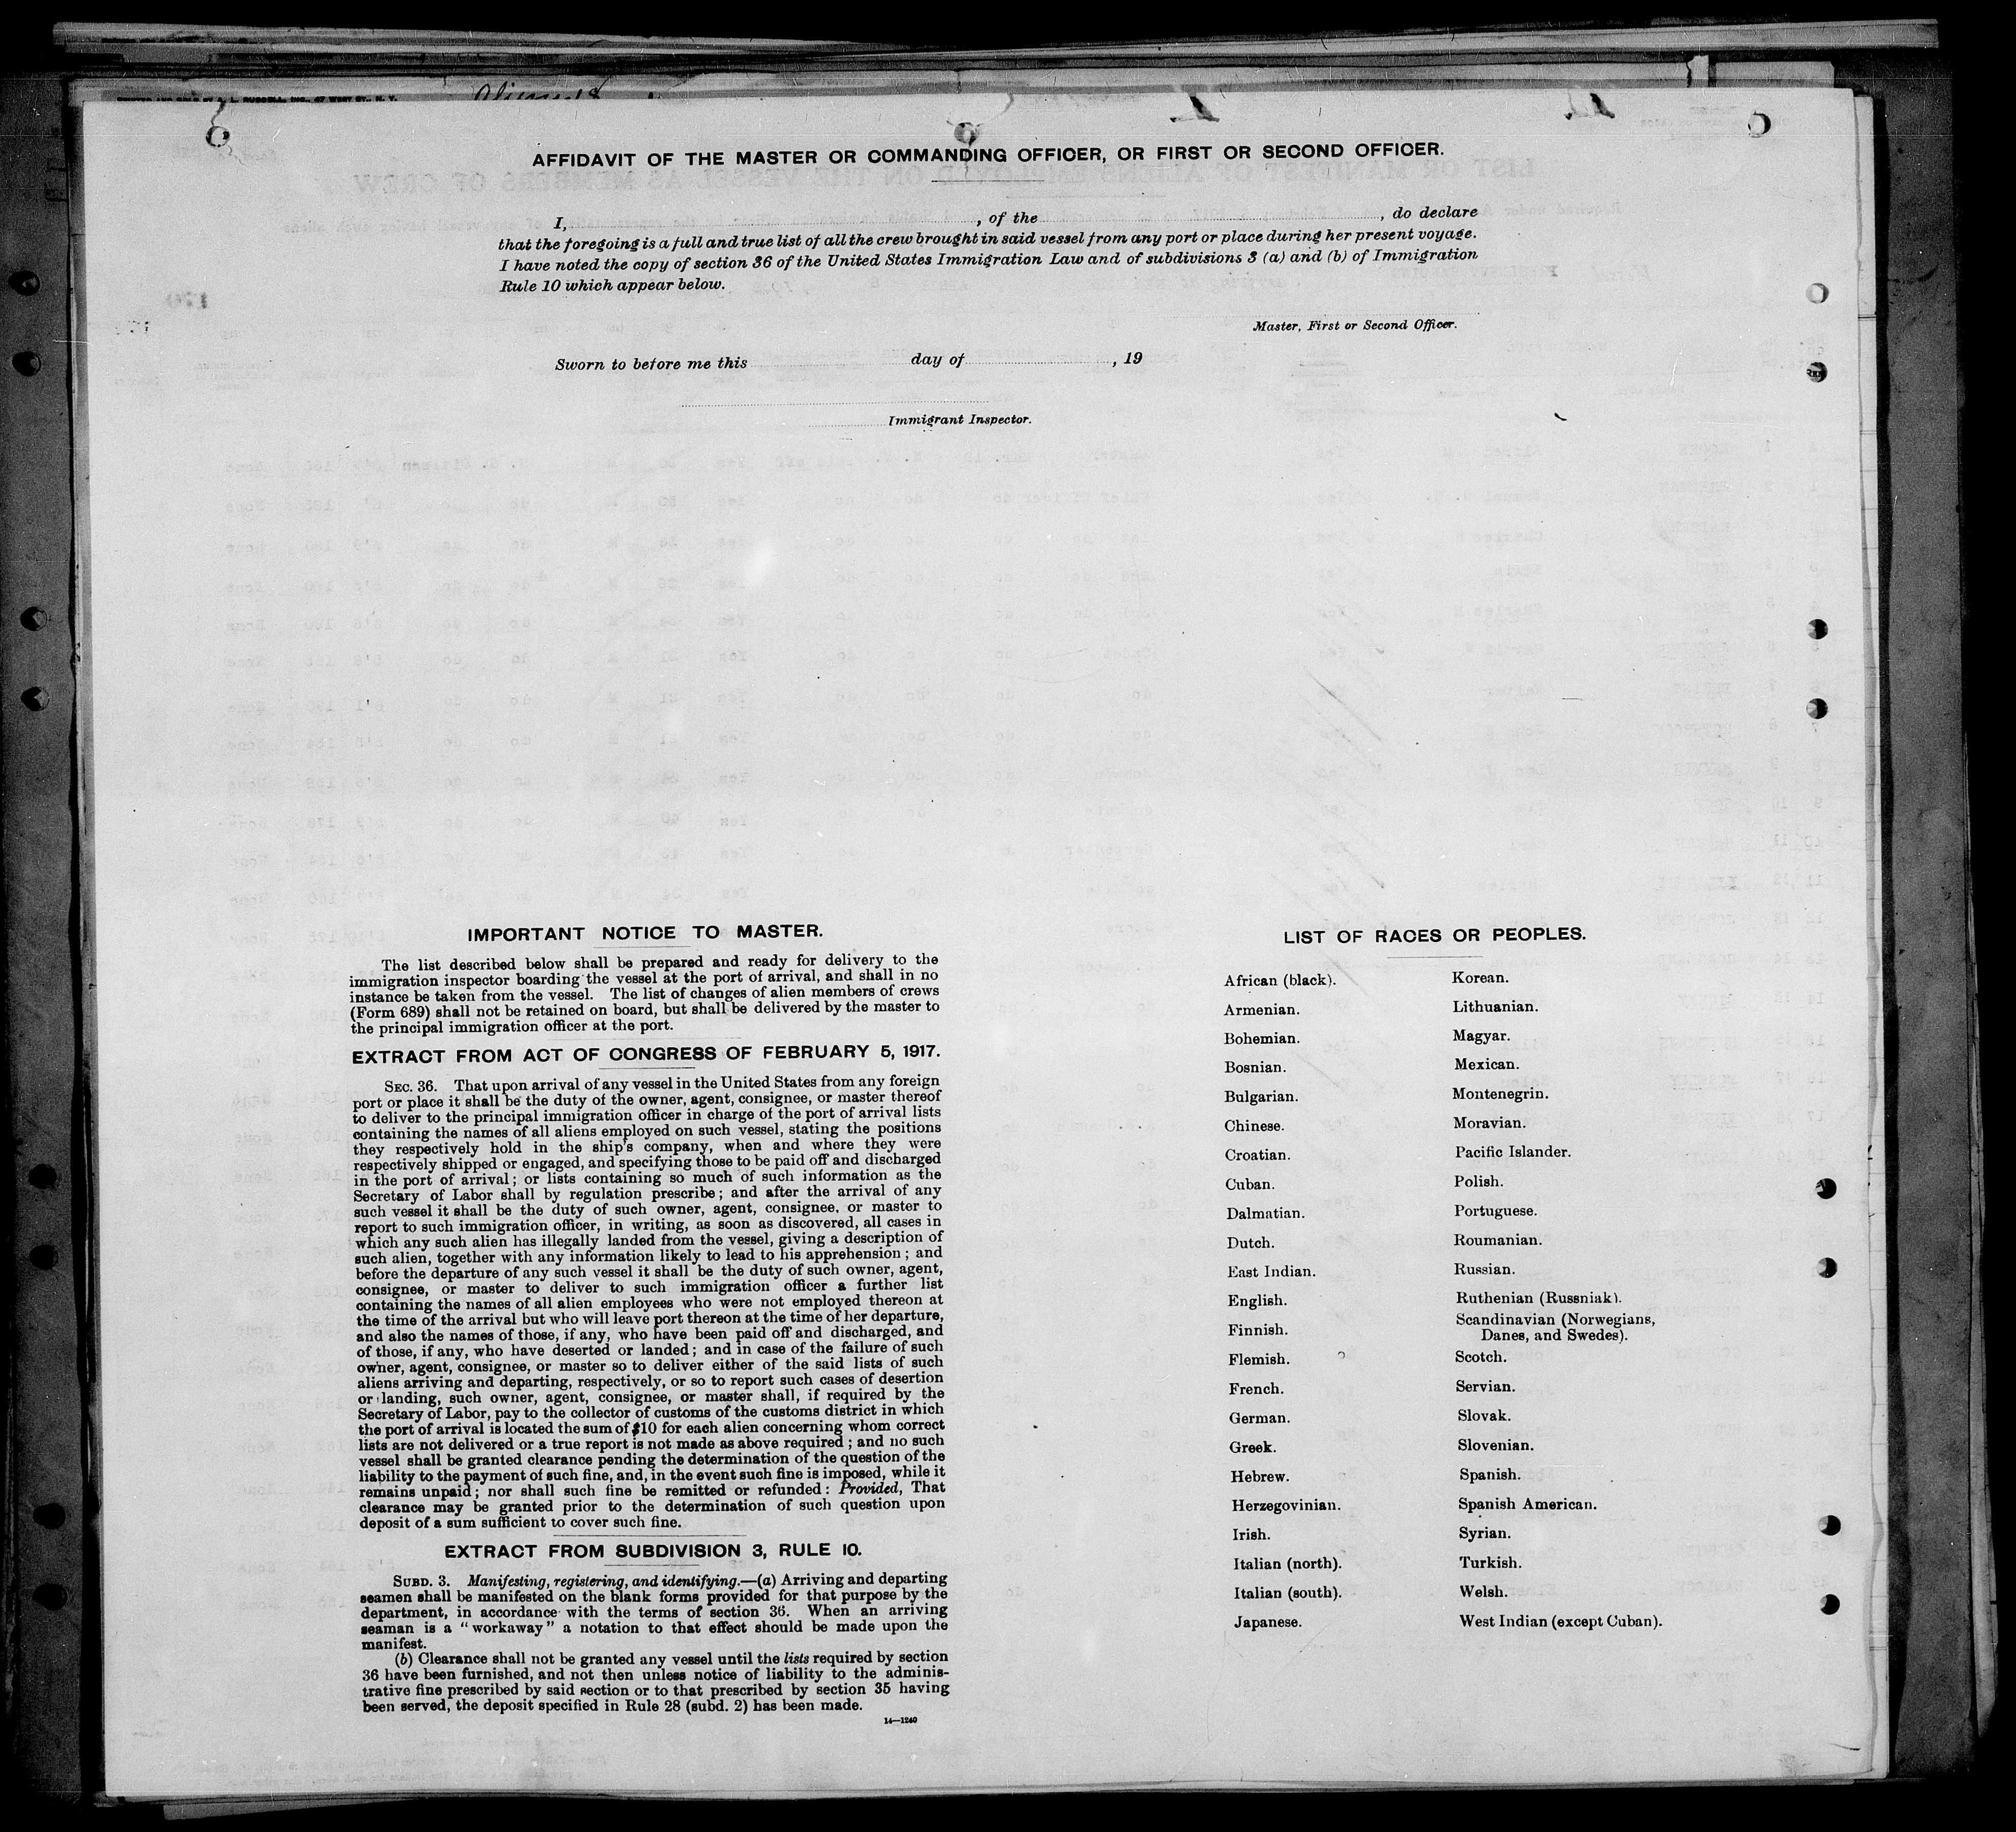 AFFIDAVIT OF THE MASTER OR COMMANDING OFFICER, OR FIRST OR SECOND OFFICER.
I, , of the , do declare
that the foregoing is a full and true list of all the crew brought in said vessel from any port or place during her present voyage.
I have noted the copy of section 36 of the United States Immigration Law and of subdivisions 3 (a) and (b) of Immigration
Rule 10 which appear below.
Master, First or Second Officer.
Sworn to before me this day of , 19
Immigrant Inspector.
IMPORTANT NOTICE TO MASTER.
The list described below shall be prepared and ready for delivery to the
immigration inspector boarding the vessel at the port of arrival, and shall in no
instance be taken from the vessel. The list of changes of alien members of crews
(Form 689) shall not be retained on board, but shall be delivered by the master to
the principal immigration officer at the port.
EXTRACT FROM ACT OF CONGRESS OF FEBRUARY 5, 1917.
SEC. 36. That upon arrival of any vessel in the United States from any foreign
port or place it shall be the duty of the owner, agent, consignee, or master thereof
to deliver to the principal immigration officer in charge of the port of arrival lists
containing the names of all aliens employed on such vessel, stating the positions
they respectively hold in the ship's company, when and where they were
respectively shipped or engaged, and specifying those to be paid off and discharged
in the port of arrival; or lists containing so much of such information as the
Secretary of Labor shall by regulation prescribe; and after the arrival of any
such vessel it shall be the duty of such owner, agent, consignee, or master to
report to such immigration officer, in writing, as soon as discovered, all cases in
which any such alien has illegally landed from the vessel, giving a description of
such alien, together with any information likely to lead to his apprehension; and
before the departure of any such vessel it shall be the duty of such owner, agent,
consignee, or master to deliver to such immigration officer a further list
containing the names of all alien employees who were not employed thereon at
the time of the arrival but who will leave port thereon at the time of her departure,
and also the names of those, if any, who have been paid off and discharged, and
of those, if any, who have deserted or landed; and in case of the failure of such
owner, agent, consignee, or master so to deliver either of the said lists of such
aliens arriving and departing, respectively, or so to report such cases of desertion
or landing, such owner, agent, consignee, or master shall, if required by the
Secretary of Labor, pay to the collector of customs of the customs district in which
the port of arrival is located the sum of $10 for each alien concerning whom correct
lists are not delivered or a true report is not made as above required; and no such
vessel shall be granted clearance pending the determination of the question of the
liability to the payment of such fine, and, in the event such fine is imposed, while it
remains unpaid; nor shall such fine be remitted or refunded: Provided, That
clearance may be granted prior to the determination of such question upon
deposit of a sum sufficient to cover such fine.
EXTRACT FROM SUBDIVISION 3, RULE 10.
SUBD. 3. Manifesting, registering, and identifying.—(a) Arriving and departing
seamen shall be manifested on the blank forms provided for that purpose by the
department, in accordance with the terms of section 36. When an arriving
seaman is a "workaway" a notation to that effect should be made upon the
manifest.
(b) Clearance shall not be granted any vessel until the lists required by section
36 have been furnished, and not then unless notice of liability to the adminis-
trative fine prescribed by said section or to that prescribed by section 35 having
been served, the deposit specified in Rule 28 (subd. 2) has been made.
14—1240
LIST OF RACES OR PEOPLES.
African (black).
Armenian.
Bohemian.
Bosnian.
Bulgarian.
Chinese.
Croatian.
Cuban.
Dalmatian.
Dutch.
East Indian.
English.
Finnish.
Flemish.
French.
German.
Greek.
Hebrew.
Herzegovinian.
Irish.
Italian (north).
Italian (south).
Japanese.
Korean.
Lithuanian.
Magyar.
Mexican.
Montenegrin.
Moravian.
Pacific Islander.
Polish.
Portuguese.
Roumanian.
Russian.
Ruthenian (Russniak).
Scandinavian (Norwegians,
Danes, and Swedes).
Scotch.
Servian.
Slovak.
Slovenian.
Spanish.
Spanish American.
Syrian.
Turkish.
Welsh.
West Indian (except Cuban).